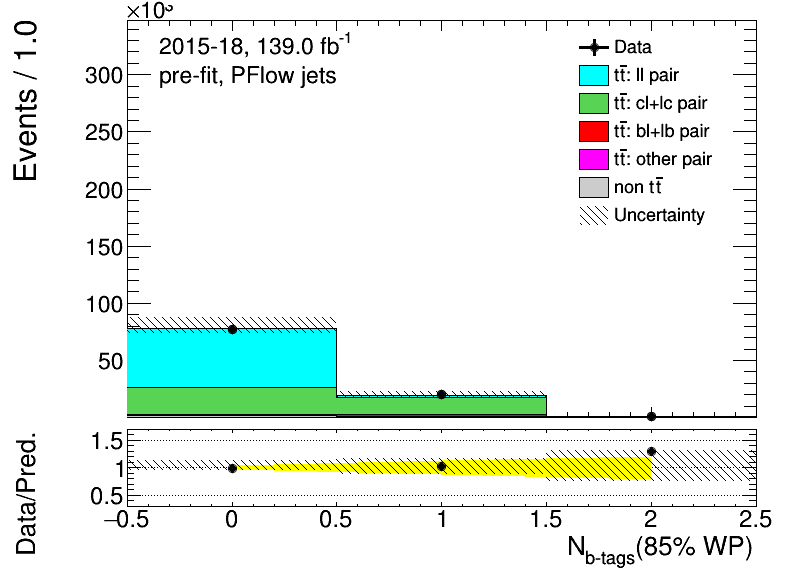 ×10³
Events / 1.0
300
250
200
150
100
50
2015-18, 139.0 fb⁻¹
pre-fit, PFlow jets
Data
tt̄: ll pair
tt̄: cl+lc pair
tt̄: bl+lb pair
tt̄: other pair
non tt̄
Uncertainty
Data/Pred.
1.5
1
0.5
−0.5 0 0.5 1 1.5 2 2.5
N_b-tags(85% WP)